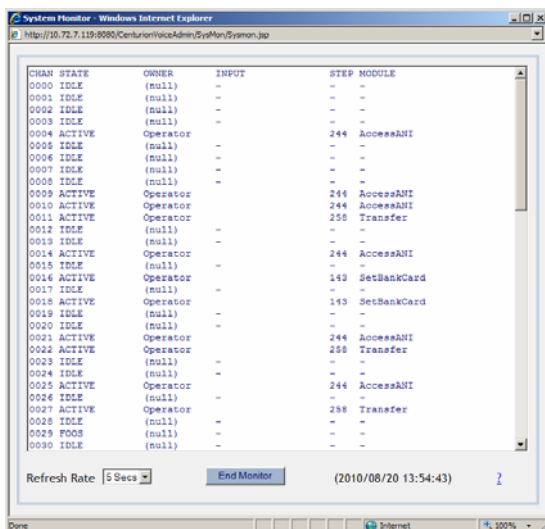 System Monitor - Windows Internet Explorer
http://10.72.7.119:8080/CenturionVoiceAdmin/SysMon/Sysmon.jsp
CHAN STATE OWNER INPUT STEP MODULE
0000 IDLE (null) - - -
0001 IDLE (null) - - -
0002 IDLE (null) - - -
0003 IDLE (null) - - -
0004 ACTIVE Operator 244 AccessANI
0005 IDLE (null) - - -
0006 IDLE (null) - - -
0007 IDLE (null) - - -
0008 IDLE (null) - - -
0009 ACTIVE Operator 244 AccessANI
0010 ACTIVE Operator 244 AccessANI
0011 ACTIVE Operator 258 Transfer
0012 IDLE (null) - - -
0013 IDLE (null) - - -
0014 ACTIVE Operator 244 AccessANI
0015 IDLE (null) - - -
0016 ACTIVE Operator 143 SetBankCard
0017 IDLE (null) - - -
0018 ACTIVE Operator 143 SetBankCard
0019 IDLE (null) - - -
0020 IDLE (null) - - -
0021 ACTIVE Operator 244 AccessANI
0022 ACTIVE Operator 258 Transfer
0023 IDLE (null) - - -
0024 IDLE (null) - - -
0025 ACTIVE Operator 244 AccessANI
0026 IDLE (null) - - -
0027 ACTIVE Operator 258 Transfer
0028 IDLE (null) - - -
0029 FOOS (null) - - -
0030 IDLE (null) - - -
Refresh Rate 5 Secs End Monitor (2010/08/20 13:54:43) ?
Done Internet 100%